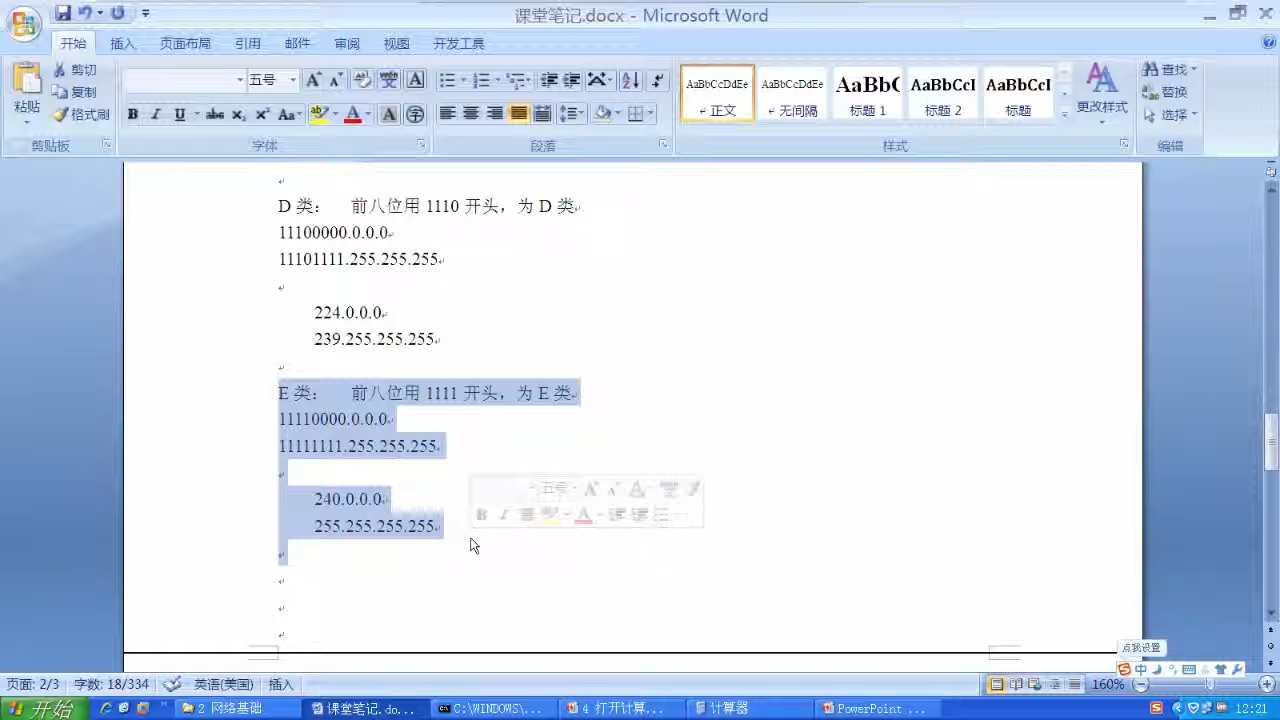 课堂笔记.docx - Microsoft Word
开始 插入 页面布局 引用 邮件 审阅 视图 开发工具
粘贴 剪切
复制
格式刷
五号
AaBbCcDdEe AaBbCcDdEe AaBbC AaBbCcI AaBbCcI
正文 无间隔 标题 1 标题 2 标题
更改样式
查找
替换
选择
剪贴板 字体 段落 样式 编辑
D 类: 前八位用 1110 开头，为 D 类
11100000.0.0.0
11101111.255.255.255
224.0.0.0
239.255.255.255
E 类: 前八位用 1111 开头，为 E 类
11110000.0.0.0
11111111.255.255.255
240.0.0.0
255.255.255.255
五号
点我设置
中
页面: 2/3 字数: 18/334 英语(美国) 插入 160%
开始 2 网络基础 课堂笔记.do... C:\WINDOWS\... 4 打开计算... 计算器 PowerPoint ... 12:21